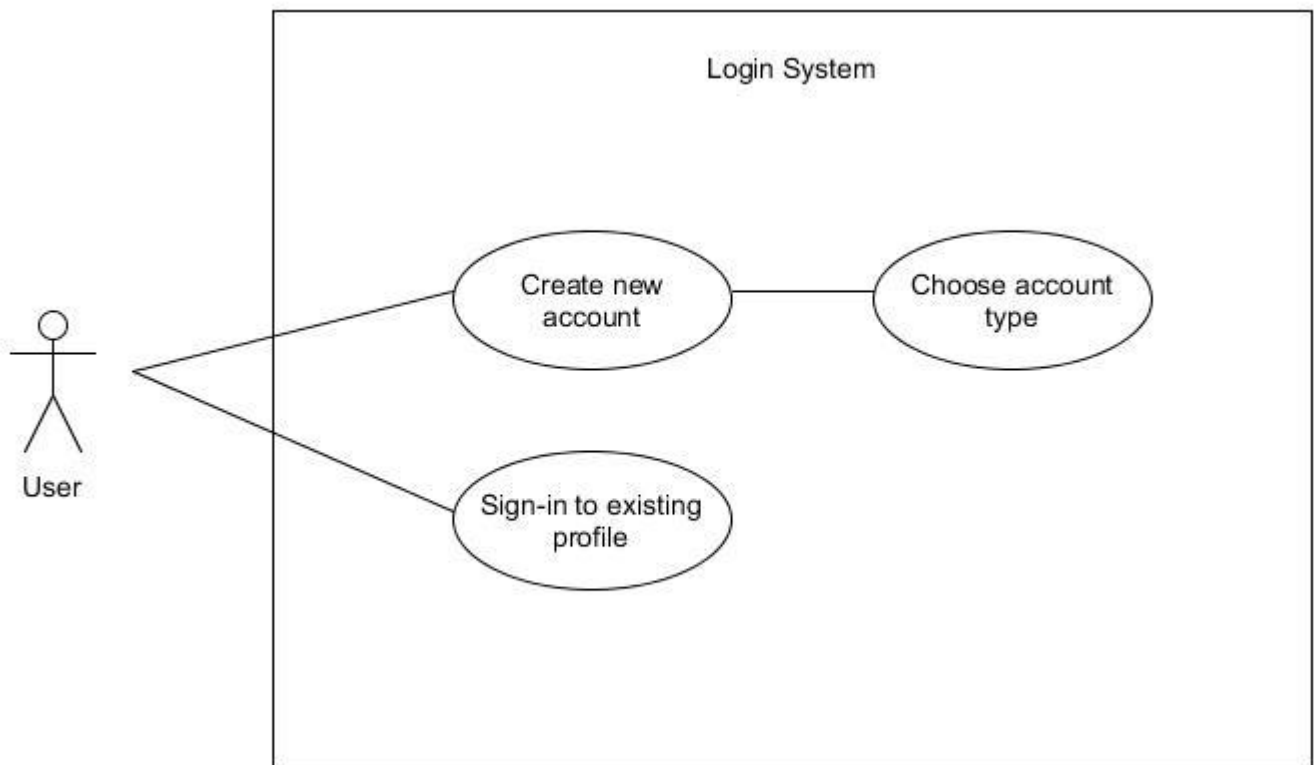 Login System
Create new
account
Choose account
type
User
Sign-in to existing
profile